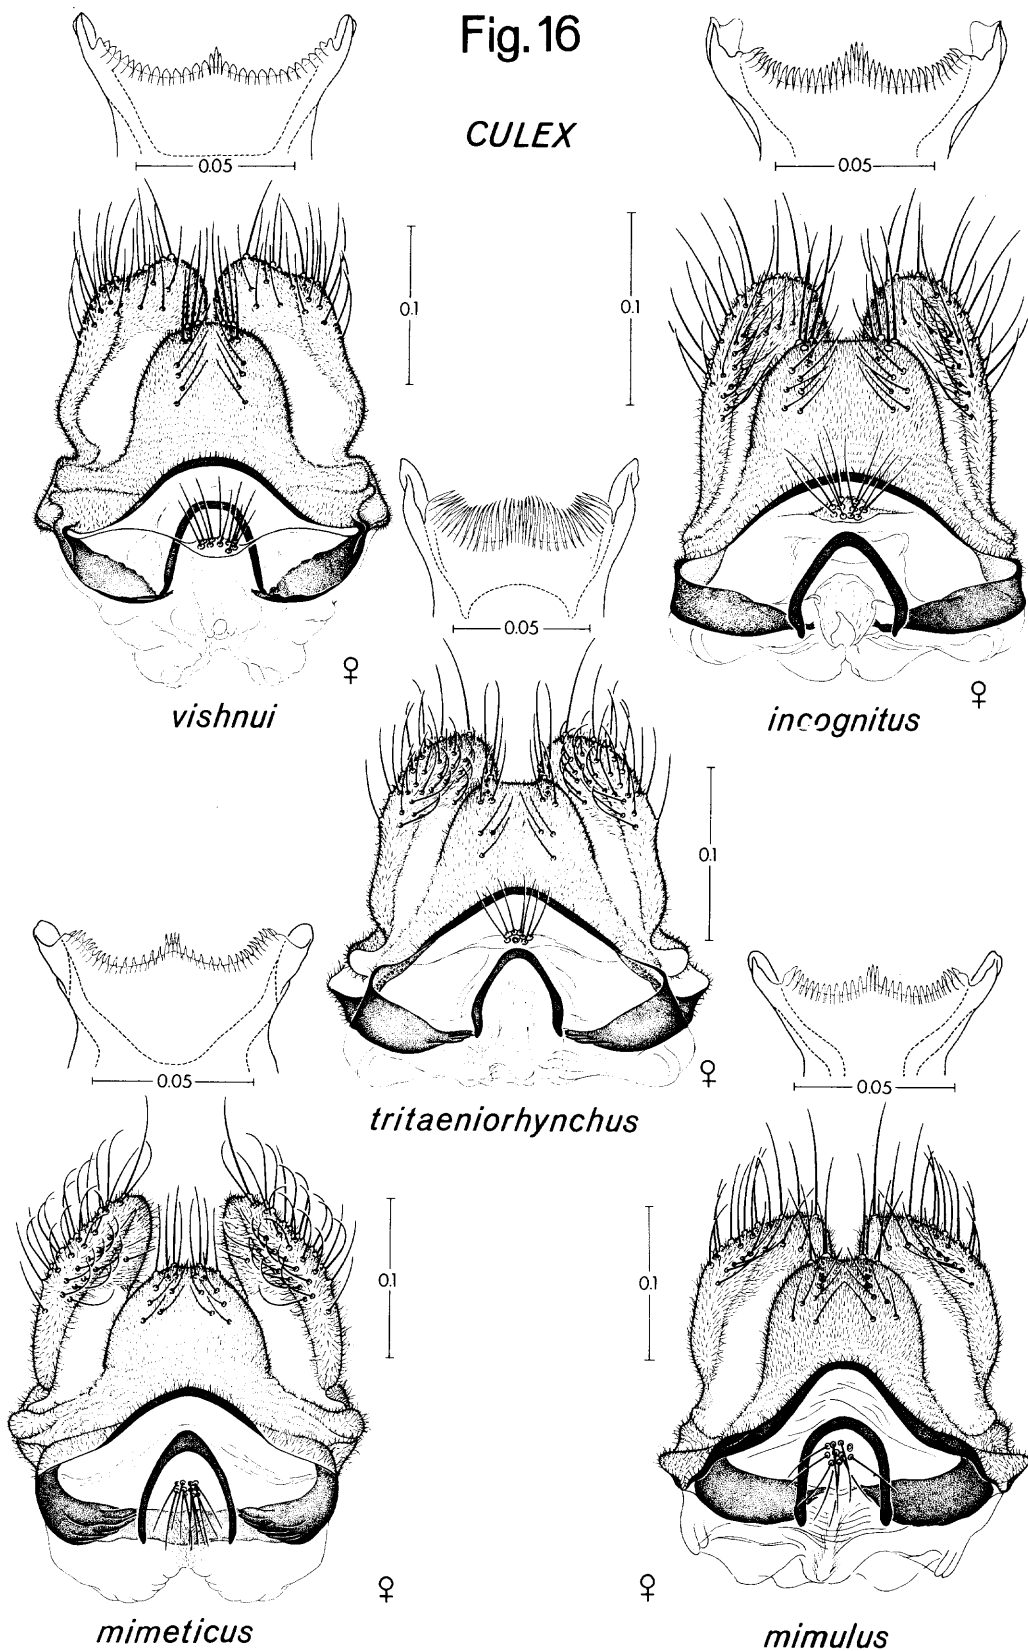 Fig. 16
CULEX
0.05
0.05
0.1
0.1
0.05
♀
vishnui
♀
incognitus
0.1
0.05
0.05
♀
tritaeniorhynchus
0.1
0.1
♀
mimeticus
♀
mimulus